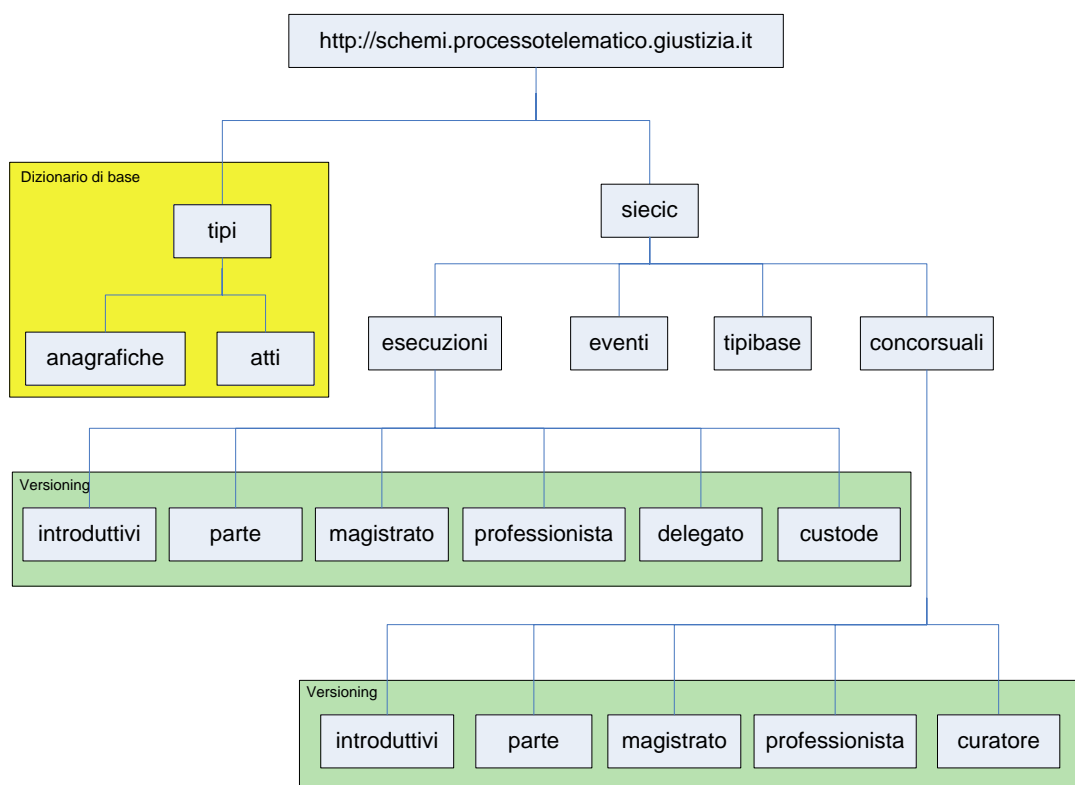 http://schemi.processotelematico.giustizia.it
Dizionario di base
tipi
siecic
anagrafiche
atti
esecuzioni
eventi
tipibase
concorsuali
Versioning
introduttivi
parte
magistrato
professionista
delegato
custode
Versioning
introduttivi
parte
magistrato
professionista
curatore